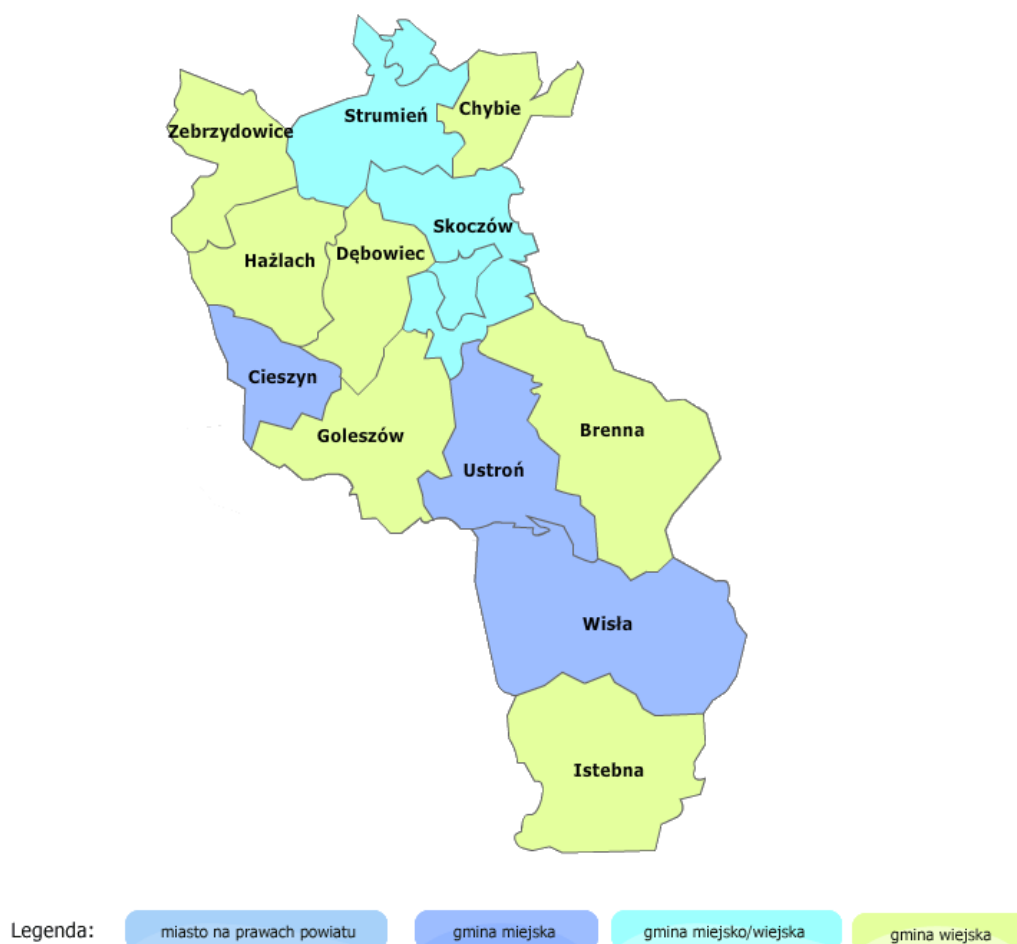 Strumień
Chybie
Zebrzydowice
Skoczów
Hażlach
Dębowiec
Cieszyn
Goleszów
Brenna
Ustroń
Wisła
Istebna
Legenda:
miasto na prawach powiatu
gmina miejska
gmina miejsko/wiejska
gmina wiejska